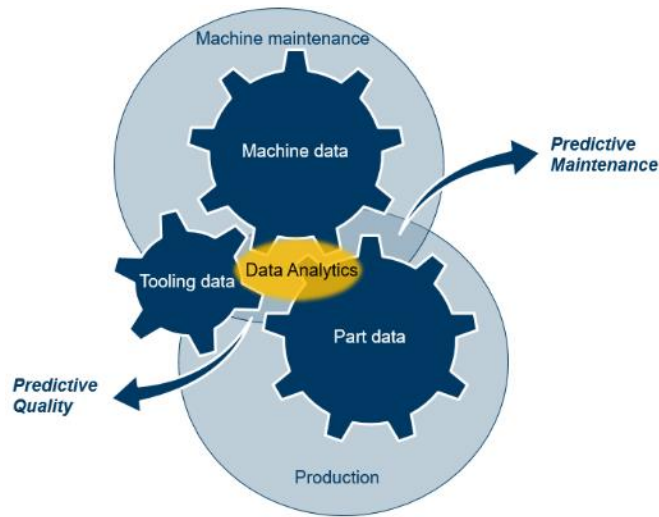 Machine maintenance
Machine data
Predictive
Maintenance
Data Analytics
Tooling data
Part data
Predictive
Quality
Production